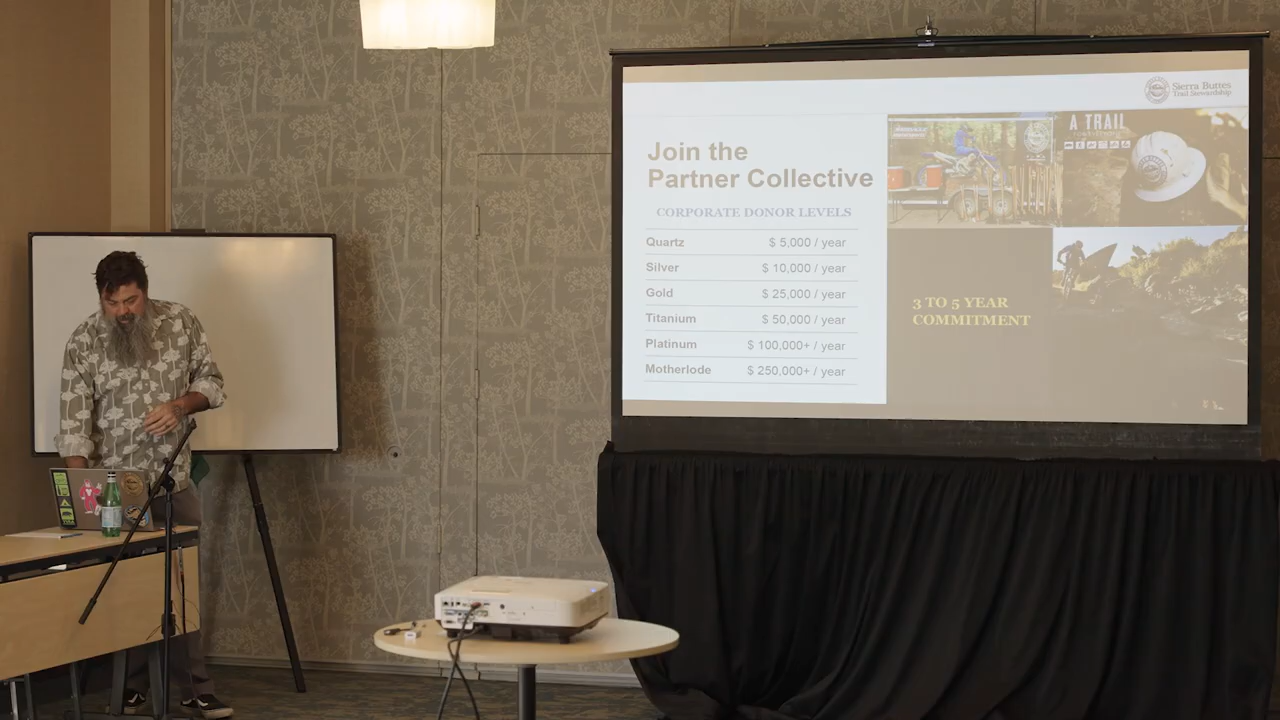 Sierra Buttes
Trail Stewardship
A TRAIL
Join the
Partner Collective
CORPORATE DONOR LEVELS
Quartz $ 5,000 / year
Silver $ 10,000 / year
Gold $ 25,000 / year
Titanium $ 50,000 / year
Platinum $ 100,000+ / year
Motherlode $ 250,000+ / year
3 TO 5 YEAR
COMMITMENT